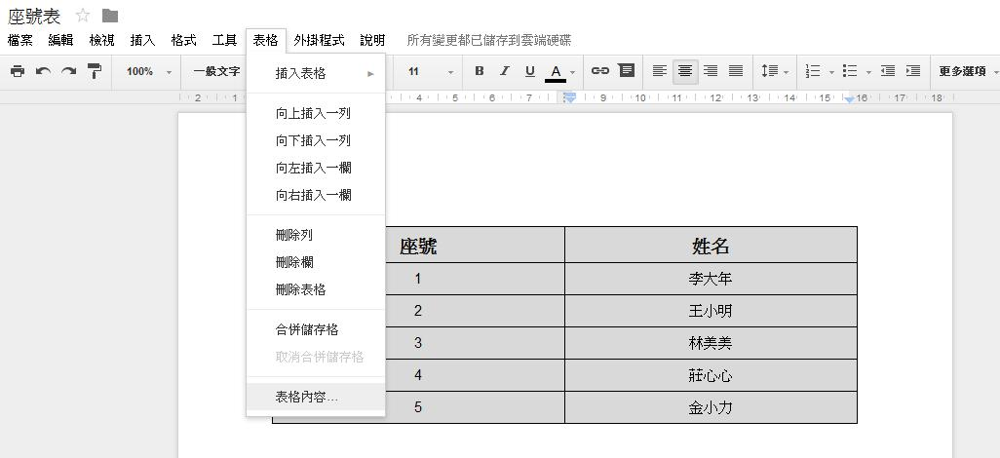 座號表
檔案 編輯 檢視 插入 格式 工具 表格 外掛程式 說明 所有變更都已儲存到雲端硬碟
100% 一般文字 11 B I U A 更多選項
2 1 4 5 6 7 9 10 11 12 13 14 15 16 17 18
插入表格
向上插入一列
向下插入一列
向左插入一欄
向右插入一欄
刪除列
刪除欄
刪除表格
合併儲存格
取消合併儲存格
表格內容...
座號 姓名
1 李大年
2 王小明
3 林美美
4 莊心心
5 金小力